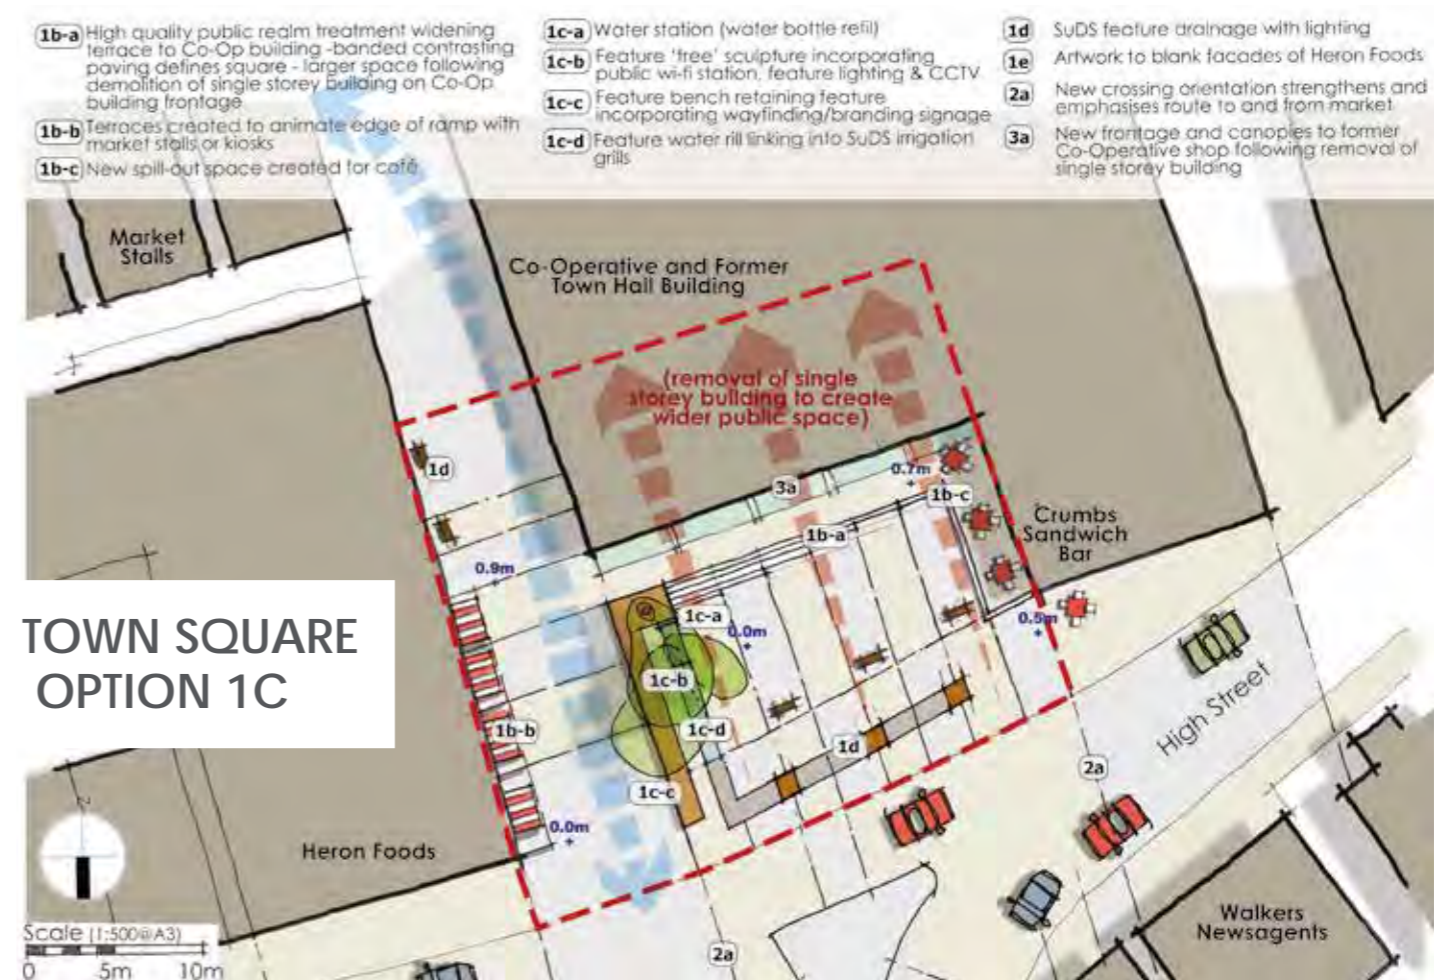 1b-a High quality public realm treatment widening
terrace to Co-Op building -banded contrasting
paving defines square - larger space following
demolition of single storey building on Co-Op
building frontage
1b-b Terraces created to animate edge of ramp with
market stalls or kiosks
1b-c New spill-out space created for café
1c-a Water station (water bottle refil)
1c-b Feature 'tree' sculpture incorporating
public wi-fi station, feature lighting & CCTV
1c-c Feature bench retaining feature
incorporating wayfinding/branding signage
1c-d Feature water rill linking into SuDS irrigation
grills
1d SuDS feature drainage with lighting
1e Artwork to blank facades of Heron Foods
2a New crossing orientation strengthens and
emphasises route to and from market
3a New frontage and canopies to former
Co-Operative shop following removal of
single storey building
Market
Stalls
Co-Operative and Former
Town Hall Building
(removal of single
storey building to create
wider public space)
1d
0.7m
3a
1b-c
1b-a
Crumbs
Sandwich
Bar
0.9m
1c-a
0.0m
0.5m
TOWN SQUARE
OPTION 1C
1c-b
1b-b
1c-d
1d
High Street
2a
1c-c
0.0m
Heron Foods
Walkers
Newsagents
2a
Scale (1:500@A3)
0 5m 10m